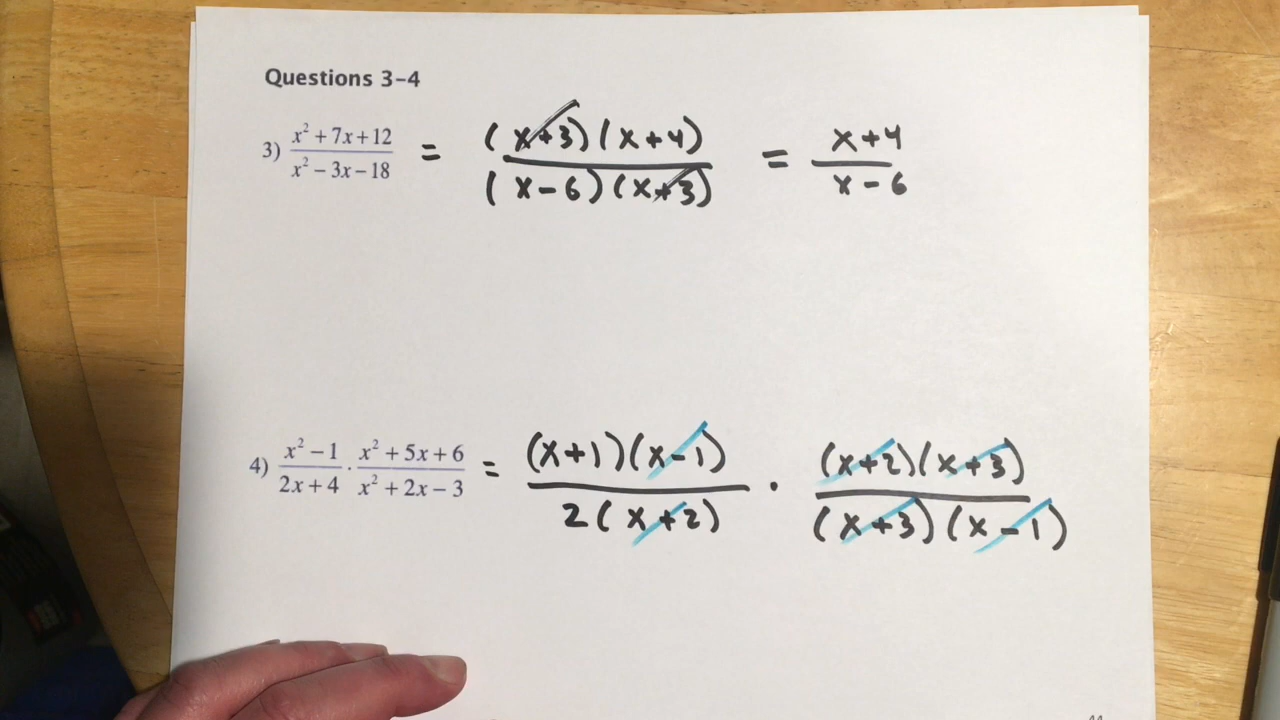 Questions 3-4
3) x² + 7x + 12 / x² - 3x - 18 = (x+3)(x+4) / (x-6)(x+3) = x+4 / x-6
4) x² - 1 / 2x + 4 · x² + 5x + 6 / x² + 2x - 3 = (x+1)(x-1) / 2(x+2) · (x+2)(x+3) / (x+3)(x-1)